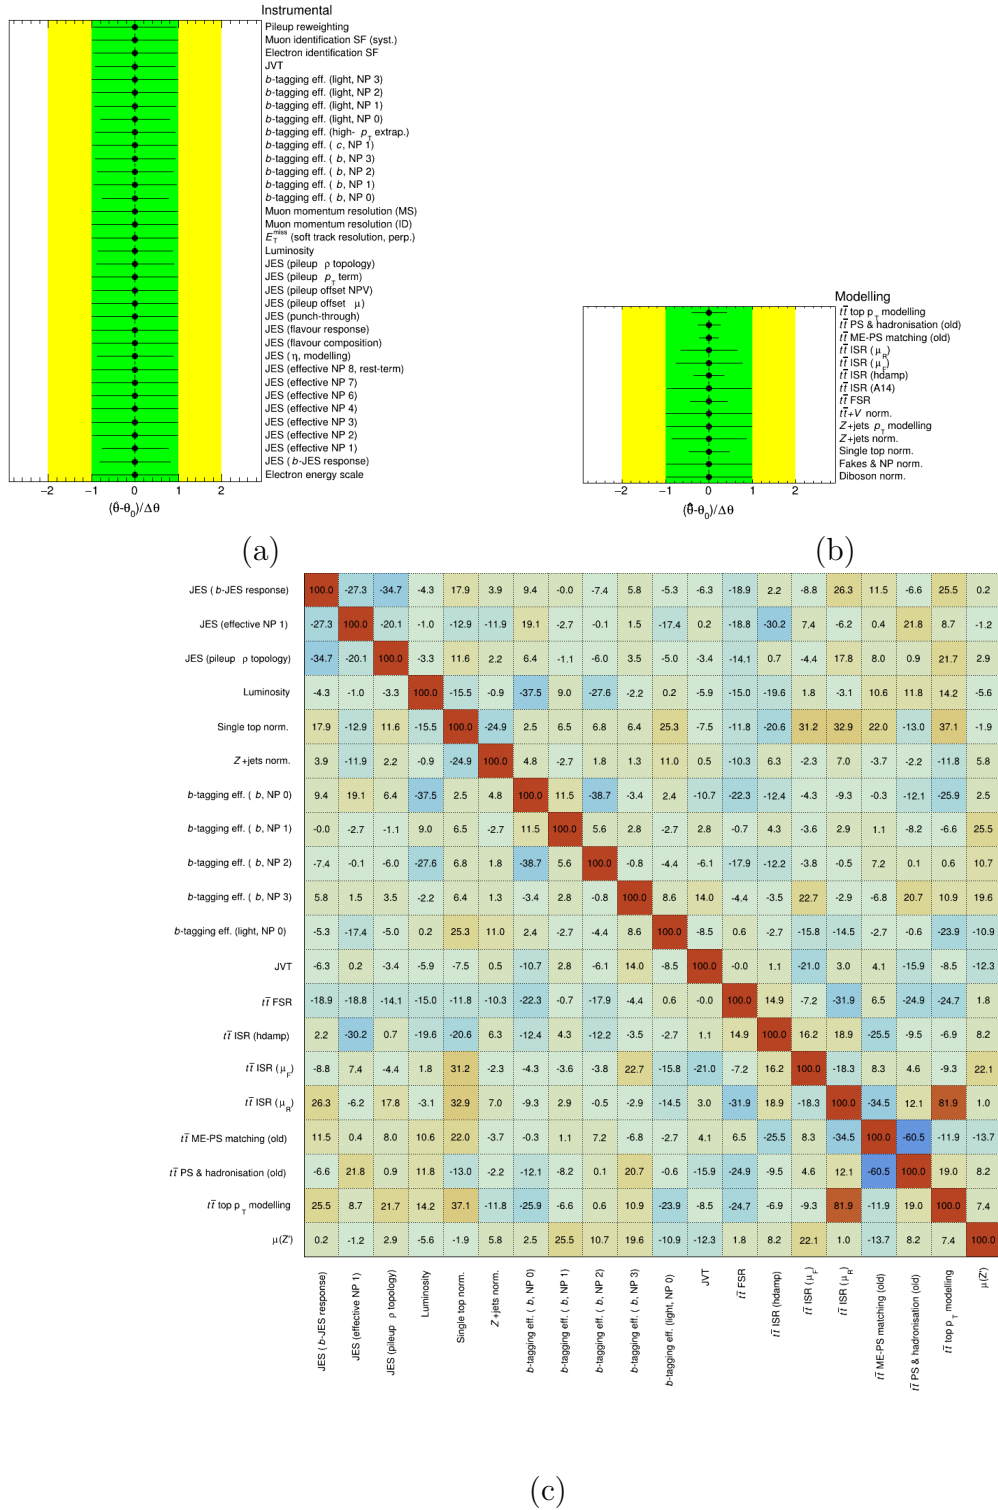 Instrumental
Pileup reweighting
Muon identification SF (syst.)
Electron identification SF
JVT
b-tagging eff. (light, NP 3)
b-tagging eff. (light, NP 2)
b-tagging eff. (light, NP 1)
b-tagging eff. (light, NP 0)
b-tagging eff. (high- p_T extrap.)
b-tagging eff. ( c, NP 1)
b-tagging eff. ( b, NP 3)
b-tagging eff. ( b, NP 2)
b-tagging eff. ( b, NP 1)
b-tagging eff. ( b, NP 0)
Muon momentum resolution (MS)
Muon momentum resolution (ID)
E_T^miss (soft track resolution, perp.)
Luminosity
JES (pileup ρ topology)
JES (pileup p_T term)
JES (pileup offset NPV)
JES (pileup offset μ)
JES (punch-through)
JES (flavour response)
JES (flavour composition)
JES (η, modelling)
JES (effective NP 8, rest-term)
JES (effective NP 7)
JES (effective NP 6)
JES (effective NP 4)
JES (effective NP 3)
JES (effective NP 2)
JES (effective NP 1)
JES (b-JES response)
Electron energy scale
−2 −1 0 1 2
(θ̂-θ_0)/Δθ
(a)
Modelling
tt̄ top p_T modelling
tt̄ PS & hadronisation (old)
tt̄ ME-PS matching (old)
tt̄ ISR (μ_R)
tt̄ ISR (μ_F)
tt̄ ISR (hdamp)
tt̄ ISR (A14)
tt̄ FSR
tt̄+V norm.
Z+jets p_T modelling
Z+jets norm.
Single top norm.
Fakes & NP norm.
Diboson norm.
−2 −1 0 1 2
(θ̂-θ_0)/Δθ
(b)
JES ( b-JES response) 100.0 -27.3 -34.7 -4.3 17.9 3.9 9.4 -0.0 -7.4 5.8 -5.3 -6.3 -18.9 2.2 -8.8 26.3 11.5 -6.6 25.5 0.2
JES (effective NP 1) -27.3 100.0 -20.1 -1.0 -12.9 -11.9 19.1 -2.7 -0.1 1.5 -17.4 0.2 -18.8 -30.2 7.4 -6.2 0.4 21.8 8.7 -1.2
JES (pileup ρ topology) -34.7 -20.1 100.0 -3.3 11.6 2.2 6.4 -1.1 -6.0 3.5 -5.0 -3.4 -14.1 0.7 -4.4 17.8 8.0 0.9 21.7 2.9
Luminosity -4.3 -1.0 -3.3 100.0 -15.5 -0.9 -37.5 9.0 -27.6 -2.2 0.2 -5.9 -15.0 -19.6 1.8 -3.1 10.6 11.8 14.2 -5.6
Single top norm. 17.9 -12.9 11.6 -15.5 100.0 -24.9 2.5 6.5 6.8 6.4 25.3 -7.5 -11.8 -20.6 31.2 32.9 22.0 -13.0 37.1 -1.9
Z+jets norm. 3.9 -11.9 2.2 -0.9 -24.9 100.0 4.8 -2.7 1.8 1.3 11.0 0.5 -10.3 6.3 -2.3 7.0 -3.7 -2.2 -11.8 5.8
b-tagging eff. ( b, NP 0) 9.4 19.1 6.4 -37.5 2.5 4.8 100.0 11.5 -38.7 -3.4 2.4 -10.7 -22.3 -12.4 -4.3 -9.3 -0.3 -12.1 -25.9 2.5
b-tagging eff. ( b, NP 1) -0.0 -2.7 -1.1 9.0 6.5 -2.7 11.5 100.0 5.6 2.8 -2.7 2.8 -0.7 4.3 -3.6 2.9 1.1 -8.2 -6.6 25.5
b-tagging eff. ( b, NP 2) -7.4 -0.1 -6.0 -27.6 6.8 1.8 -38.7 5.6 100.0 -0.8 -4.4 -6.1 -17.9 -12.2 -3.8 -0.5 7.2 0.1 0.6 10.7
b-tagging eff. ( b, NP 3) 5.8 1.5 3.5 -2.2 6.4 1.3 -3.4 2.8 -0.8 100.0 8.6 14.0 -4.4 -3.5 22.7 -2.9 -6.8 20.7 10.9 19.6
b-tagging eff. (light, NP 0) -5.3 -17.4 -5.0 0.2 25.3 11.0 2.4 -2.7 -4.4 8.6 100.0 -8.5 0.6 -2.7 -15.8 -14.5 -2.7 -0.6 -23.9 -10.9
JVT -6.3 0.2 -3.4 -5.9 -7.5 0.5 -10.7 2.8 -6.1 14.0 -8.5 100.0 -0.0 1.1 -21.0 3.0 4.1 -15.9 -8.5 -12.3
tt̄ FSR -18.9 -18.8 -14.1 -15.0 -11.8 -10.3 -22.3 -0.7 -17.9 -4.4 0.6 -0.0 100.0 14.9 -7.2 -31.9 6.5 -24.9 -24.7 1.8
tt̄ ISR (hdamp) 2.2 -30.2 0.7 -19.6 -20.6 6.3 -12.4 4.3 -12.2 -3.5 -2.7 1.1 14.9 100.0 16.2 18.9 -25.5 -9.5 -6.9 8.2
tt̄ ISR (μ_F) -8.8 7.4 -4.4 1.8 31.2 -2.3 -4.3 -3.6 -3.8 22.7 -15.8 -21.0 -7.2 16.2 100.0 -18.3 8.3 4.6 -9.3 22.1
tt̄ ISR (μ_R) 26.3 -6.2 17.8 -3.1 32.9 7.0 -9.3 2.9 -0.5 -2.9 -14.5 3.0 -31.9 18.9 -18.3 100.0 -34.5 12.1 81.9 1.0
tt̄ ME-PS matching (old) 11.5 0.4 8.0 10.6 22.0 -3.7 -0.3 1.1 7.2 -6.8 -2.7 4.1 6.5 -25.5 8.3 -34.5 100.0 -60.5 -11.9 -13.7
tt̄ PS & hadronisation (old) -6.6 21.8 0.9 11.8 -13.0 -2.2 -12.1 -8.2 0.1 20.7 -0.6 -15.9 -24.9 -9.5 4.6 12.1 -60.5 100.0 19.0 8.2
tt̄ top p_T modelling 25.5 8.7 21.7 14.2 37.1 -11.8 -25.9 -6.6 0.6 10.9 -23.9 -8.5 -24.7 -6.9 -9.3 81.9 -11.9 19.0 100.0 7.4
μ(Z') 0.2 -1.2 2.9 -5.6 -1.9 5.8 2.5 25.5 10.7 19.6 -10.9 -12.3 1.8 8.2 22.1 1.0 -13.7 8.2 7.4 100.0
JES ( b-JES response)
JES (effective NP 1)
JES (pileup ρ topology)
Luminosity
Single top norm.
Z+jets norm.
b-tagging eff. ( b, NP 0)
b-tagging eff. ( b, NP 1)
b-tagging eff. ( b, NP 2)
b-tagging eff. ( b, NP 3)
b-tagging eff. (light, NP 0)
JVT
tt̄ FSR
tt̄ ISR (hdamp)
tt̄ ISR (μ_F)
tt̄ ISR (μ_R)
tt̄ ME-PS matching (old)
tt̄ PS & hadronisation (old)
tt̄ top p_T modelling
μ(Z')
(c)